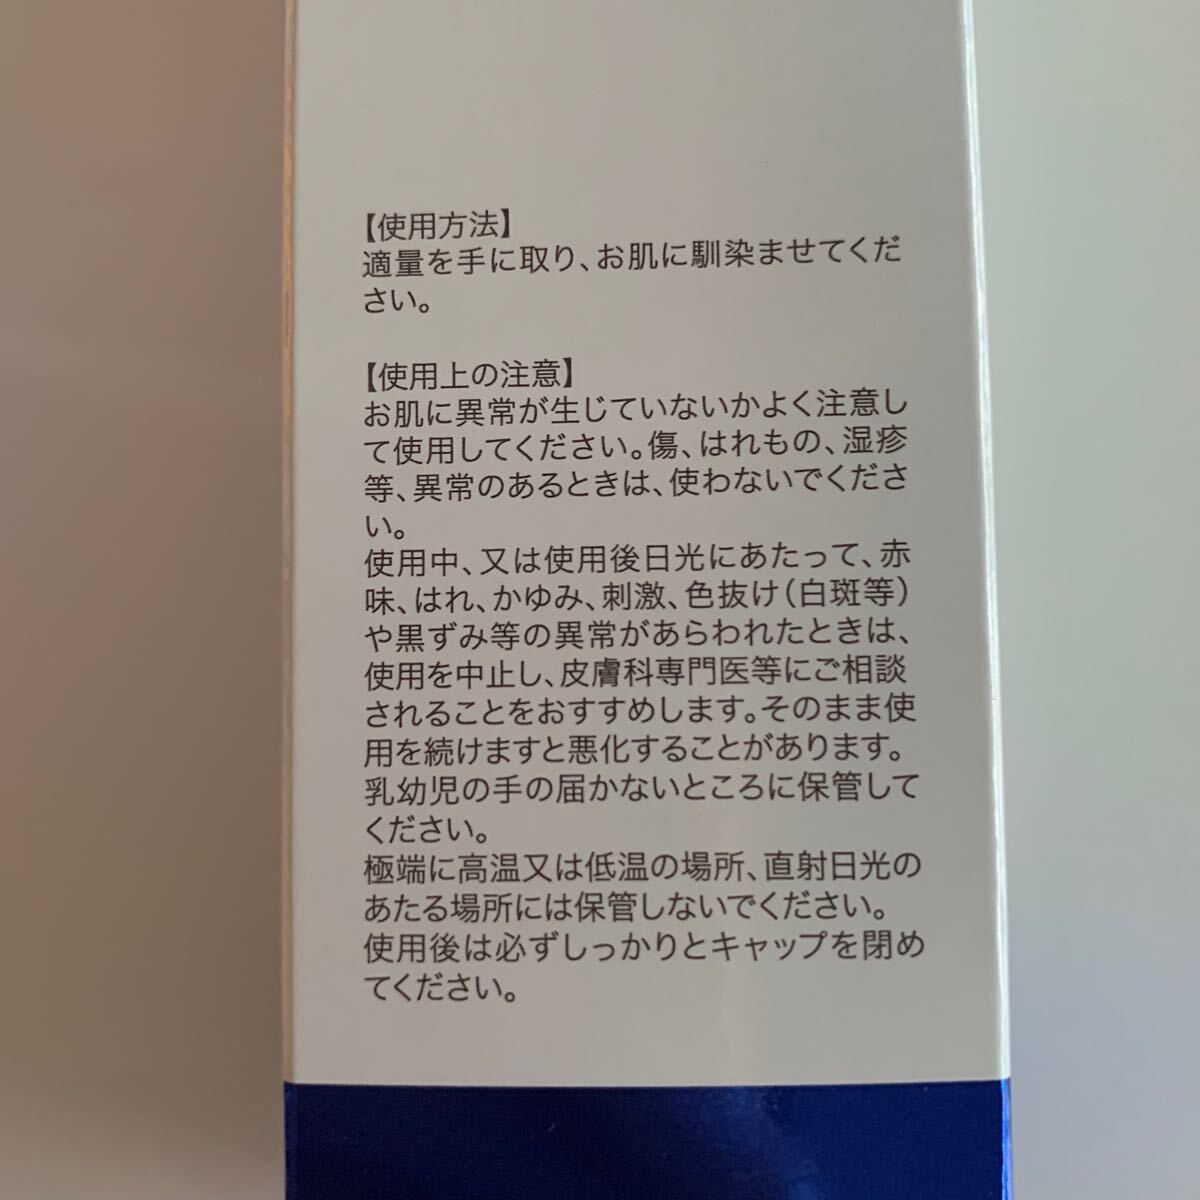 【使用方法】
適量を手に取り、お肌に馴染ませてくだ
さい。
【使用上の注意】
お肌に異常が生じていないかよく注意し
て使用してください。傷、はれもの、湿疹
等、異常のあるときは、使わないでくださ
い。
使用中、又は使用後日光にあたって、赤
味、はれ、かゆみ、刺激、色抜け（白斑等）
や黒ずみ等の異常があらわれたときは、
使用を中止し、皮膚科専門医等にご相談
されることをおすすめします。そのまま使
用を続けますと悪化することがあります。
乳幼児の手の届かないところに保管して
ください。
極端に高温又は低温の場所、直射日光の
あたる場所には保管しないでください。
使用後は必ずしっかりとキャップを閉め
てください。